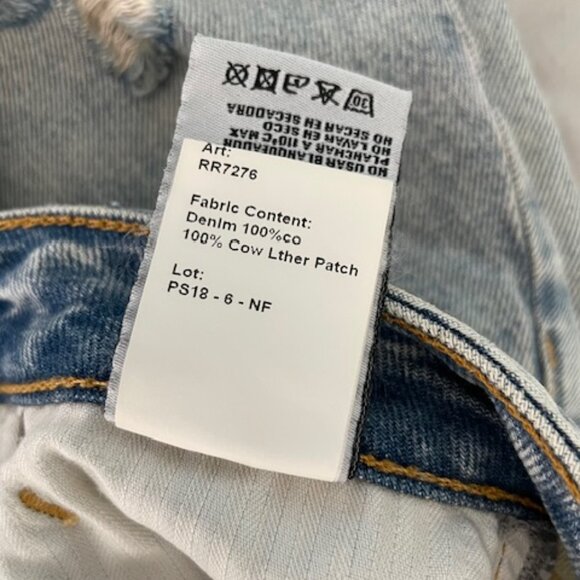 30
NO USAR BLANQUEADOR
PLANCHAR A 110°C MAX
NO LAVAR EN SECO
NO SECAR EN SECADORA
Art:
RR7276
Fabric Content:
Denim 100%co
100% Cow Lther Patch
Lot:
PS18 - 6 - NF